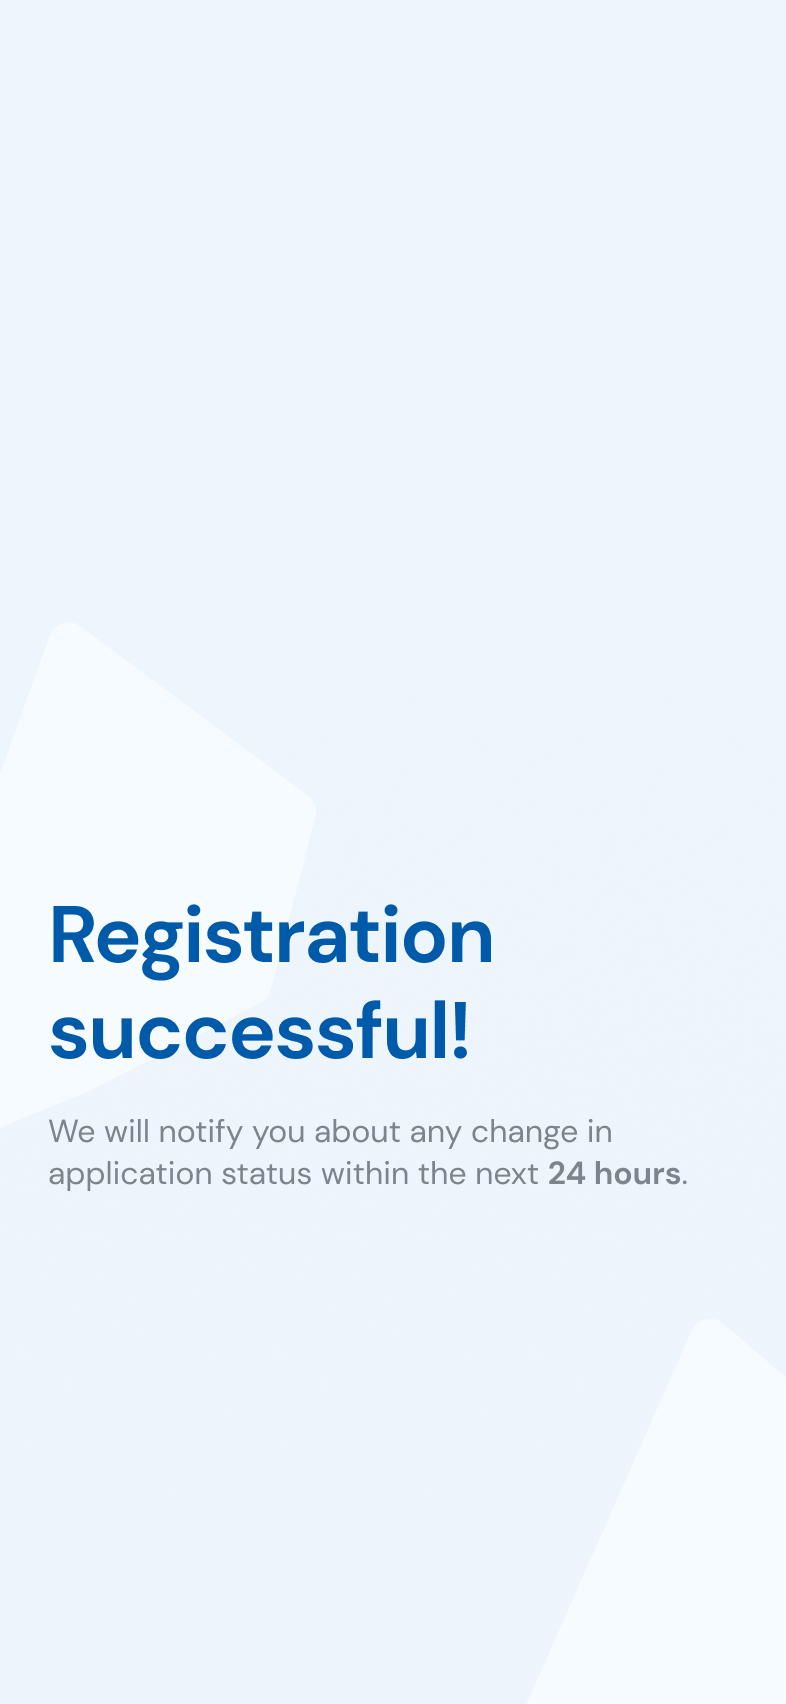 Registration
successful!
We will notify you about any change in
application status within the next 24 hours.